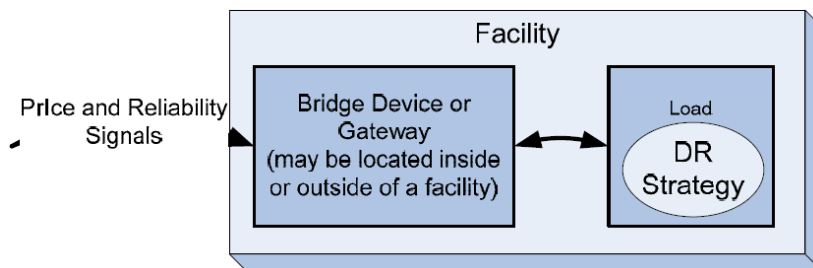 Facility
Price and Reliability
Signals
Bridge Device or
Gateway
(may be located inside
or outside of a facility)
Load
DR
Strategy